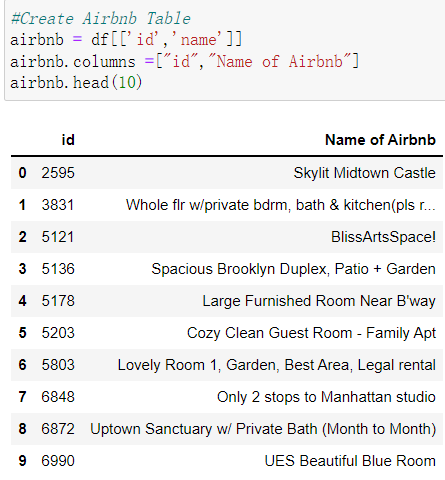 #Create Airbnb Table
airbnb = df[['id','name']]
airbnb.columns =["id","Name of Airbnb"]
airbnb.head(10)
id Name of Airbnb
0 2595 Skylit Midtown Castle
1 3831 Whole flr w/private bdrm, bath & kitchen(pls r...
2 5121 BlissArtsSpace!
3 5136 Spacious Brooklyn Duplex, Patio + Garden
4 5178 Large Furnished Room Near B'way
5 5203 Cozy Clean Guest Room - Family Apt
6 5803 Lovely Room 1, Garden, Best Area, Legal rental
7 6848 Only 2 stops to Manhattan studio
8 6872 Uptown Sanctuary w/ Private Bath (Month to Month)
9 6990 UES Beautiful Blue Room